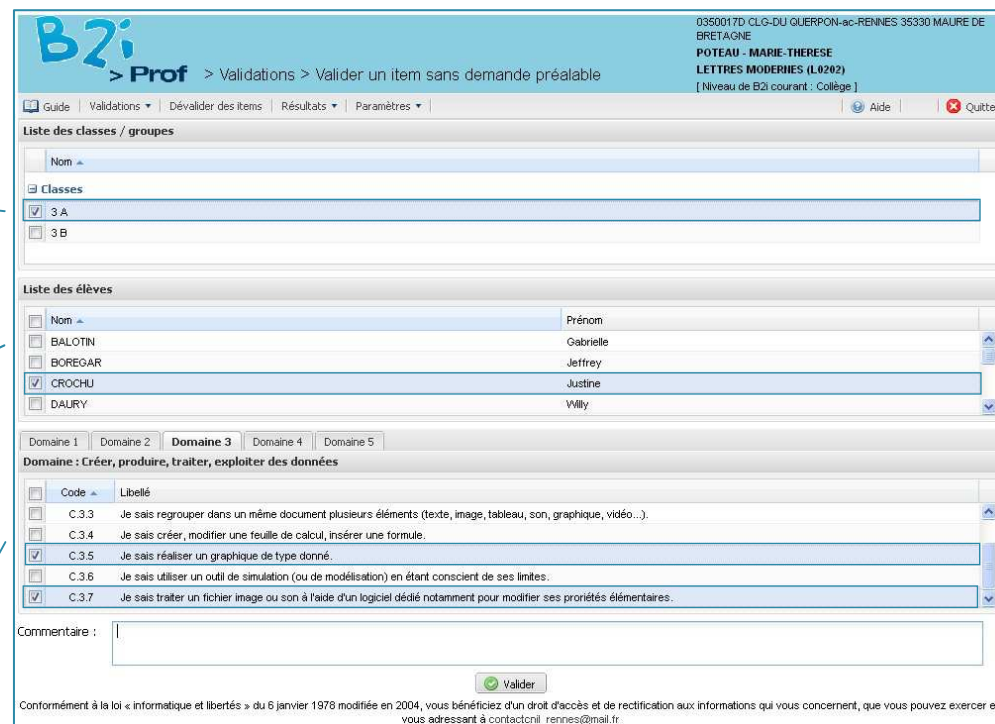 B2i
> Prof > Validations > Valider un item sans demande préalable
0350017D CLG-DU QUERPON-ac-RENNES 35330 MAURE DE
BRETAGNE
POTEAU - MARIE-THERESE
LETTRES MODERNES (L0202)
[ Niveau de B2i courant : Collège ]
Guide | Validations | Dévalider des items | Résultats | Paramètres | Aide | Quitte
Liste des classes / groupes
Nom
Classes
3 A
3 B
Liste des élèves
Nom Prénom
BALOTIN Gabrielle
BOREGAR Jeffrey
CROCHU Justine
DAURY Willy
Domaine 1 Domaine 2 Domaine 3 Domaine 4 Domaine 5
Domaine : Créer, produire, traiter, exploiter des données
Code Libellé
C.3.3 Je sais regrouper dans un même document plusieurs éléments (texte, image, tableau, son, graphique, vidéo...).
C.3.4 Je sais créer, modifier une feuille de calcul, insérer une formule.
C.3.5 Je sais réaliser un graphique de type donné.
C.3.6 Je sais utiliser un outil de simulation (ou de modélisation) en étant conscient de ses limites.
C.3.7 Je sais traiter un fichier image ou son à l'aide d'un logiciel dédié notamment pour modifier ses proriétés élémentaires.
Commentaire :
Valider
Conformément à la loi « informatique et libertés » du 6 janvier 1978 modifiée en 2004, vous bénéficiez d'un droit d'accès et de rectification aux informations qui vous concernent, que vous pouvez exercer e
vous adressant à contactcnil_rennes@mail.fr